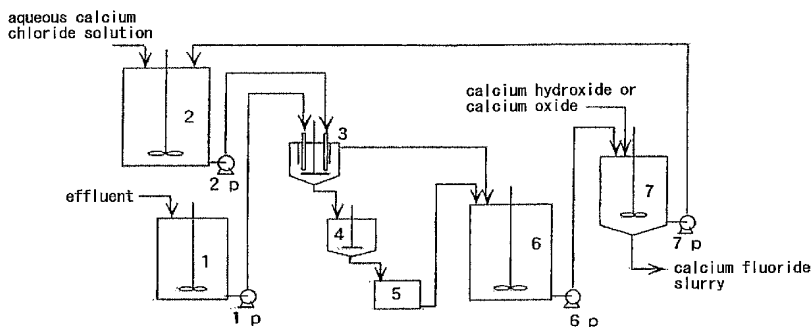 aqueous calcium
chloride solution
2
2 p
effluent
1
1 p
3
4
5
calcium hydroxide or
calcium oxide
6
6 p
7
7 p
calcium fluoride
slurry